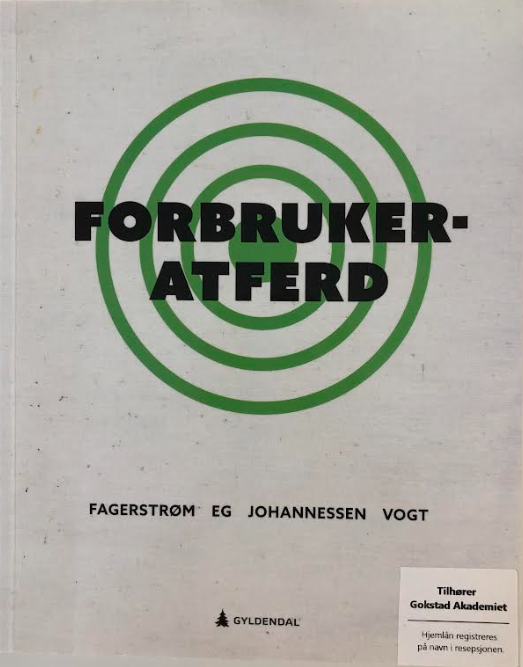 FORBRUKER-
ATFERD
FAGERSTRØM EG JOHANNESSEN VOGT
GYLDENDAL
Tilhører
Gokstad Akademiet
Hjemlån registreres
på navn i resepsjonen.